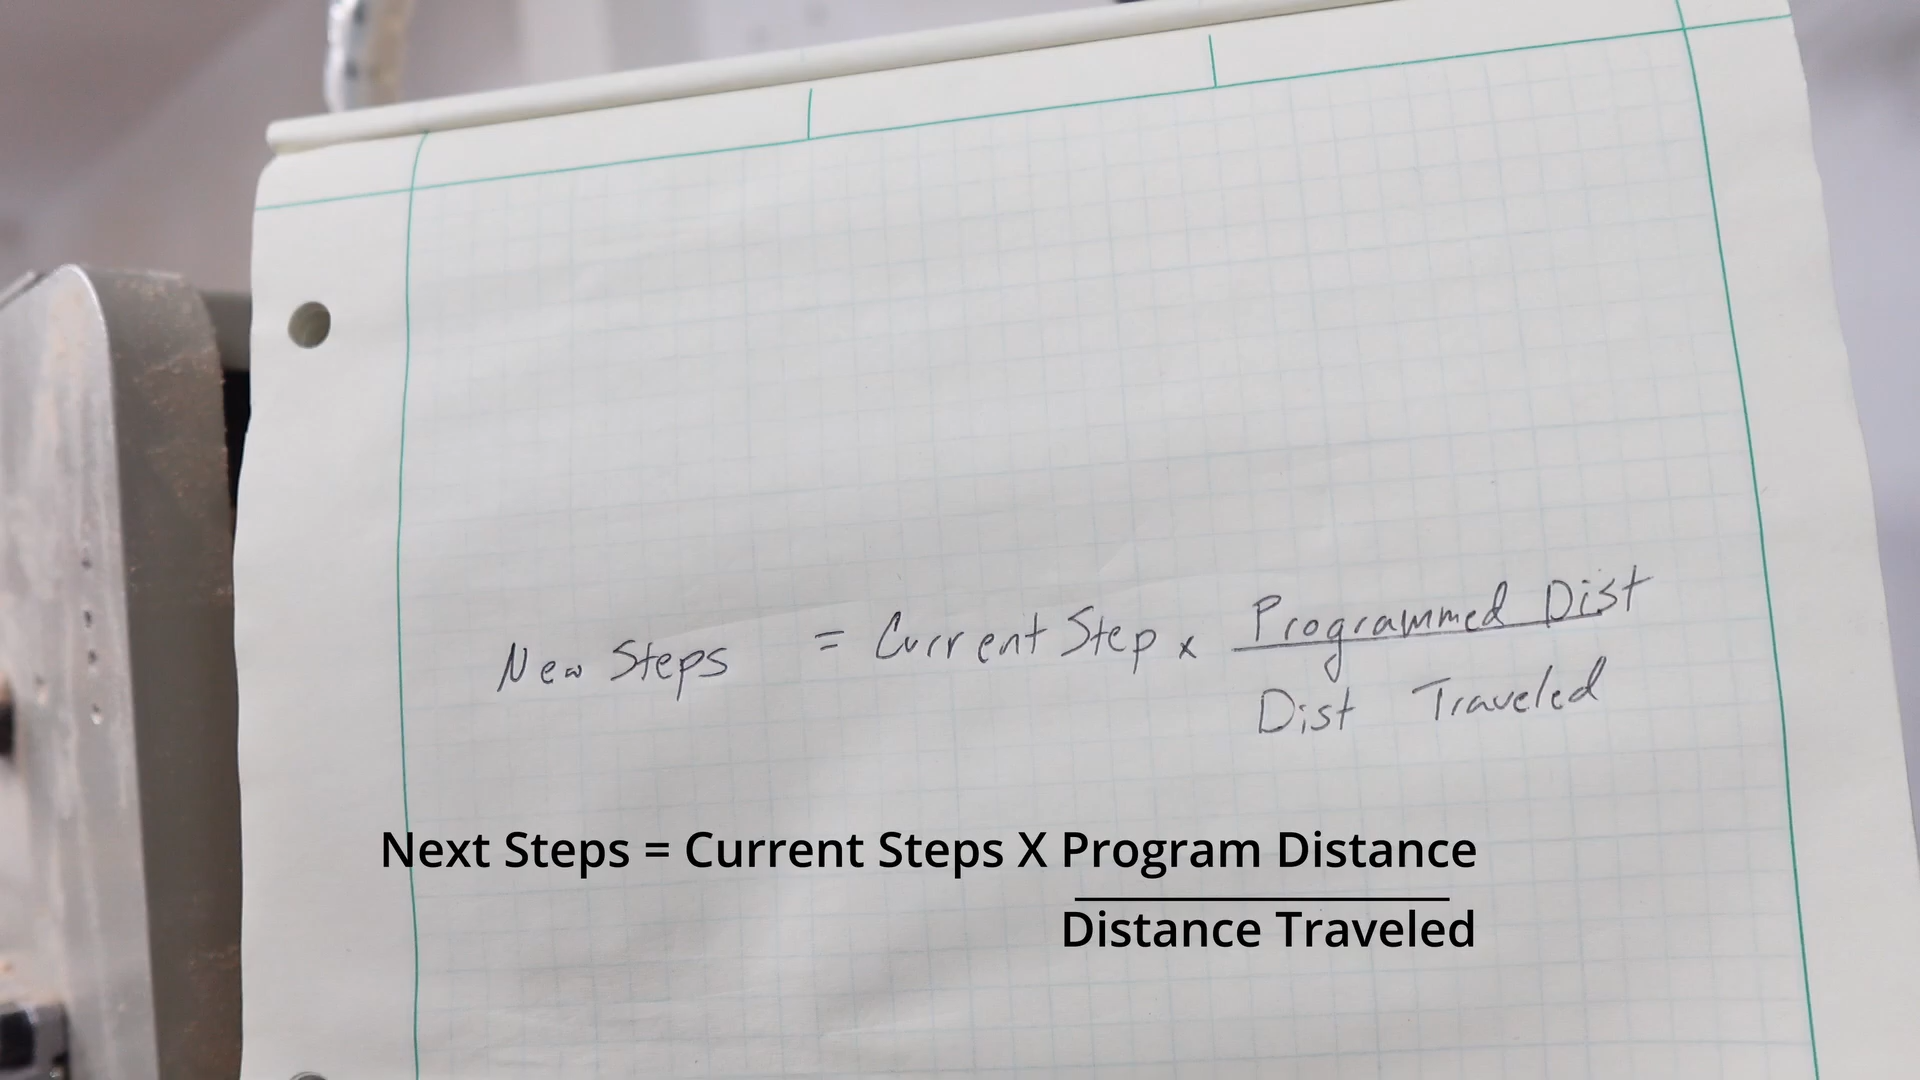 New Steps = Current Step x Programmed Dist
Dist Traveled
Next Steps = Current Steps X Program Distance
Distance Traveled